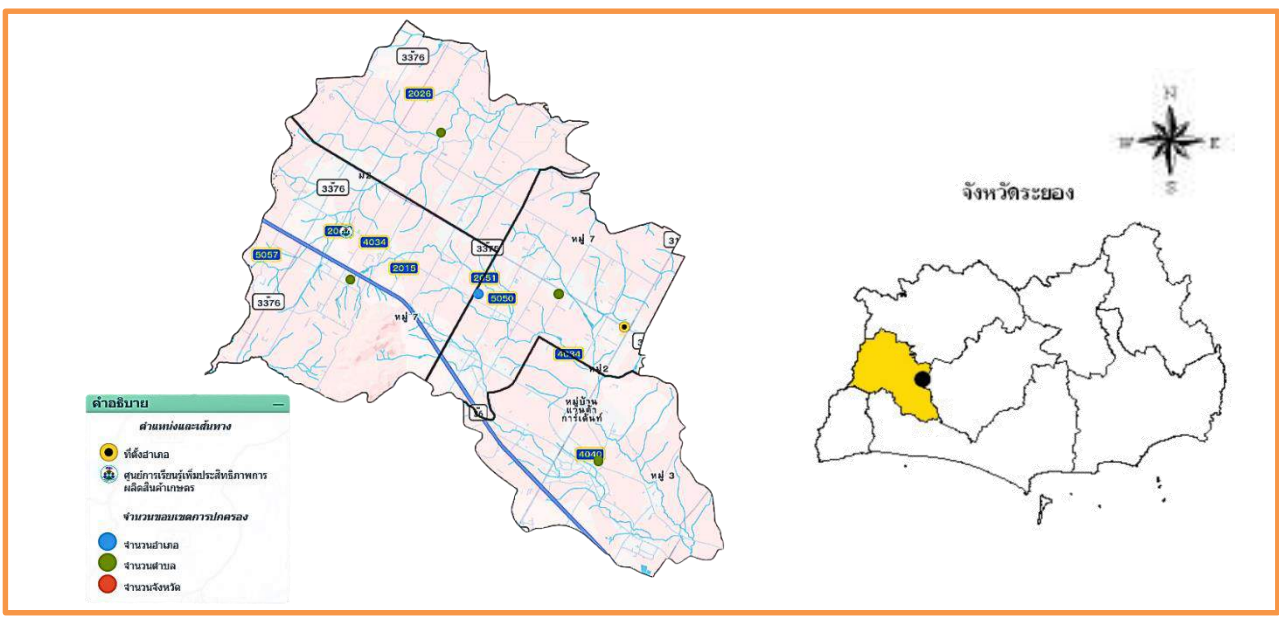 3376
2026
ม2
3376
หมู่ 7
31
3376
4034
5057
2015
2051
5050
3376
หมู่ 7
4034
หมู่2
หมู่บ้าน
แวนด้า
การ์เด้นท์
36
4040
หมู่ 3
คำอธิบาย
ตำแหน่งและเส้นทาง
ที่ตั้งอำเภอ
ศูนย์การเรียนรู้เพิ่มประสิทธิภาพการ
ผลิตสินค้าเกษตร
จำนวนขอบเขตการปกครอง
จำนวนอำเภอ
จำนวนตำบล
จำนวนจังหวัด
N
W E
S
จังหวัดระยอง